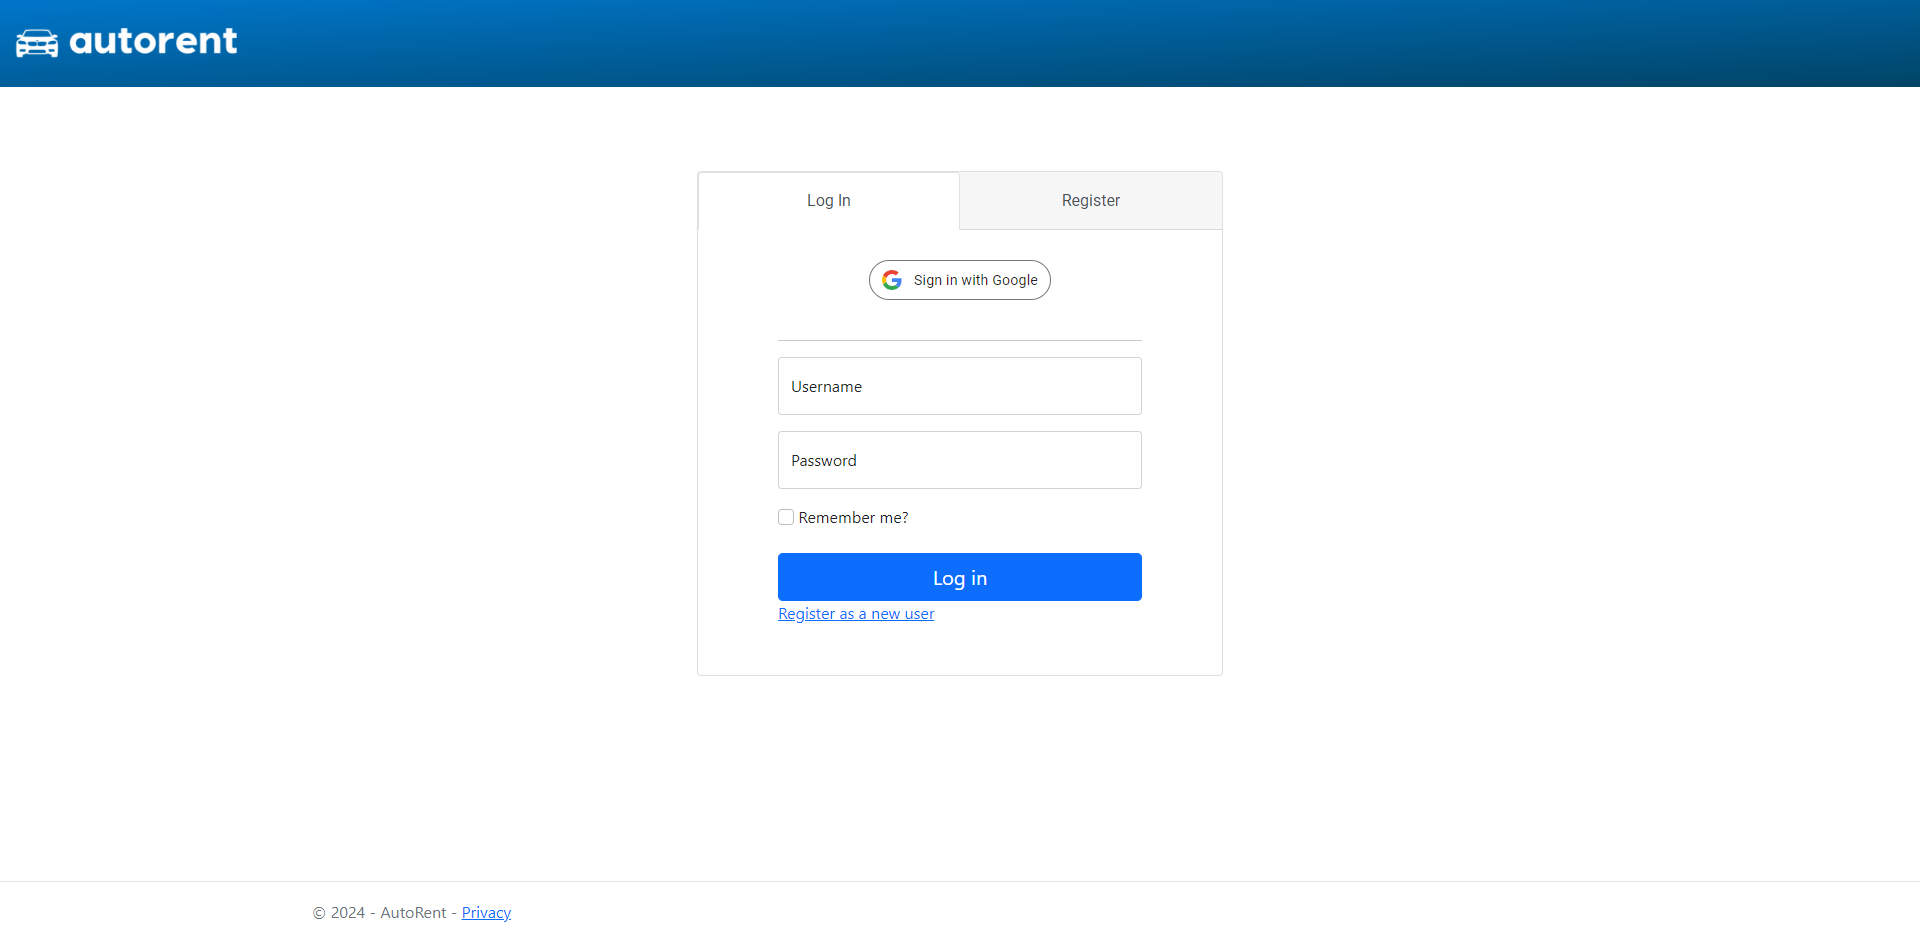 autorent
Log In
Register
Sign in with Google
Username
Password
Remember me?
Log in
Register as a new user
© 2024 - AutoRent - Privacy